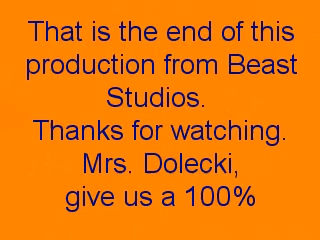 That is the end of this
production from Beast
Studios.
Thanks for watching.
Mrs. Dolecki,
give us a 100%